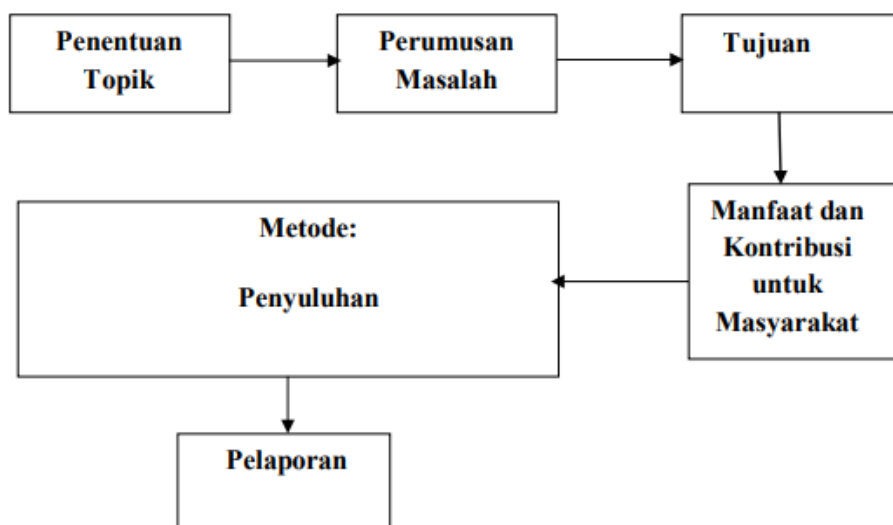 Penentuan
Topik
Perumusan
Masalah
Tujuan
Manfaat dan
Kontribusi
untuk
Masyarakat
Metode:
Penyuluhan
Pelaporan